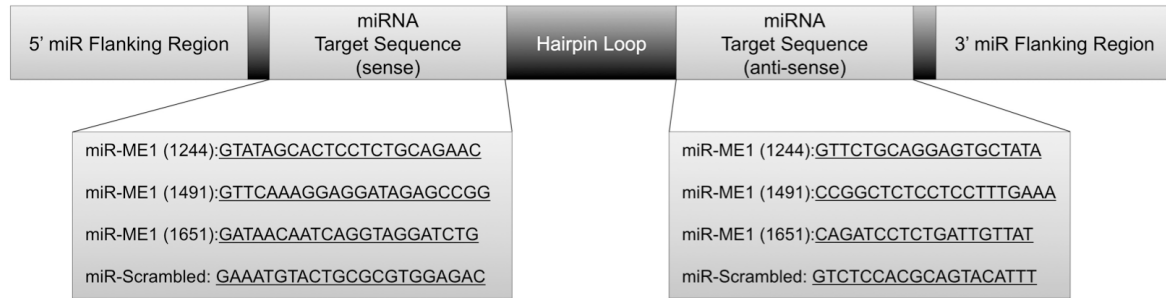 5’ miR Flanking Region
miRNA
Target Sequence
(sense)
Hairpin Loop
miRNA
Target Sequence
(anti-sense)
3’ miR Flanking Region
miR-ME1 (1244):GTATAGCACTCCTCTGCAGAAC
miR-ME1 (1491):GTTCAAAGGAGGATAGAGCCGG
miR-ME1 (1651):GATAACAATCAGGTAGGATCTG
miR-Scrambled: GAAATGTACTGCGCGTGGAGAC
miR-ME1 (1244):GTTCTGCAGGAGTGCTATA
miR-ME1 (1491):CCGGCTCTCCTCCTTTGAAA
miR-ME1 (1651):CAGATCCTCTGATTGTTAT
miR-Scrambled: GTCTCCACGCAGTACATTT